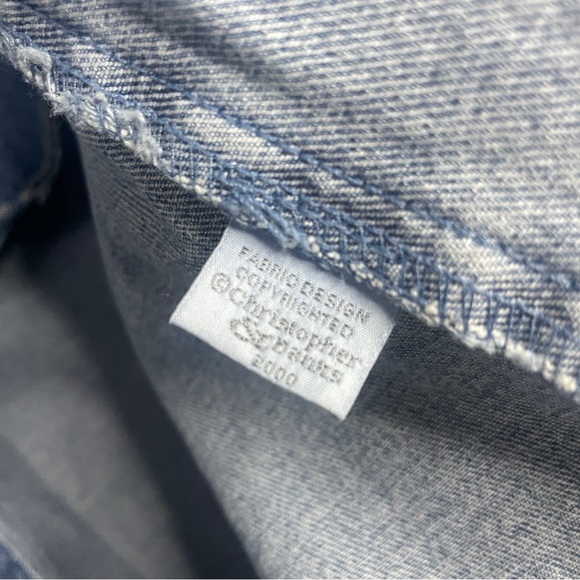 FABRIC DESIGN
COPYRIGHTED
©Christopher
& Banks
2000